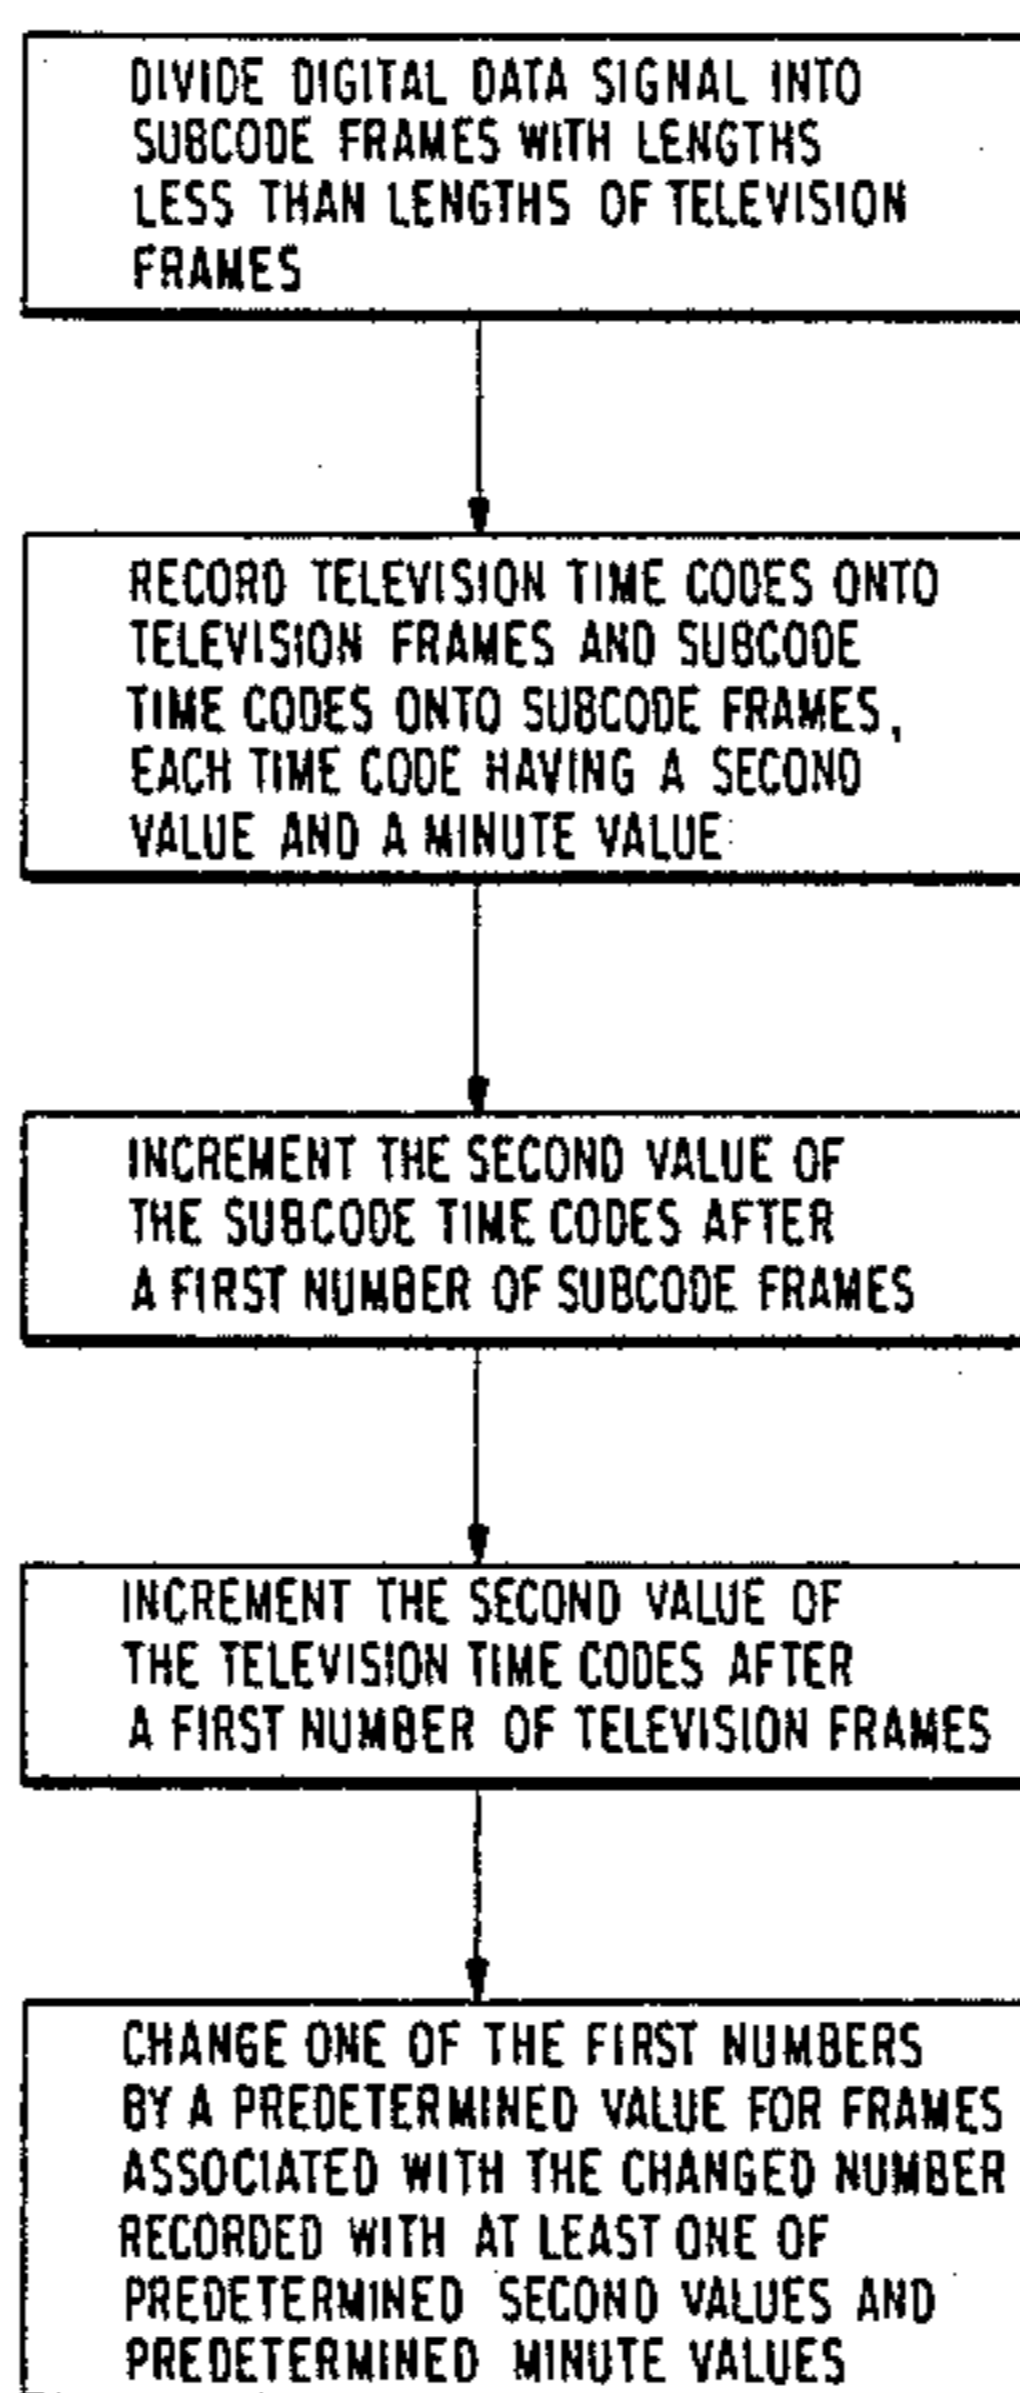 DIVIDE DIGITAL DATA SIGNAL INTO
SUBCODE FRAMES WITH LENGTHS
LESS THAN LENGTHS OF TELEVISION
FRAMES
RECORD TELEVISION TIME CODES ONTO
TELEVISION FRAMES AND SUBCODE
TIME CODES ONTO SUBCODE FRAMES,
EACH TIME CODE HAVING A SECOND
VALUE AND A MINUTE VALUE
INCREMENT THE SECOND VALUE OF
THE SUBCODE TIME CODES AFTER
A FIRST NUMBER OF SUBCODE FRAMES
INCREMENT THE SECOND VALUE OF
THE TELEVISION TIME CODES AFTER
A FIRST NUMBER OF TELEVISION FRAMES
CHANGE ONE OF THE FIRST NUMBERS
BY A PREDETERMINED VALUE FOR FRAMES
ASSOCIATED WITH THE CHANGED NUMBER
RECORDED WITH AT LEAST ONE OF
PREDETERMINED SECOND VALUES AND
PREDETERMINED MINUTE VALUES